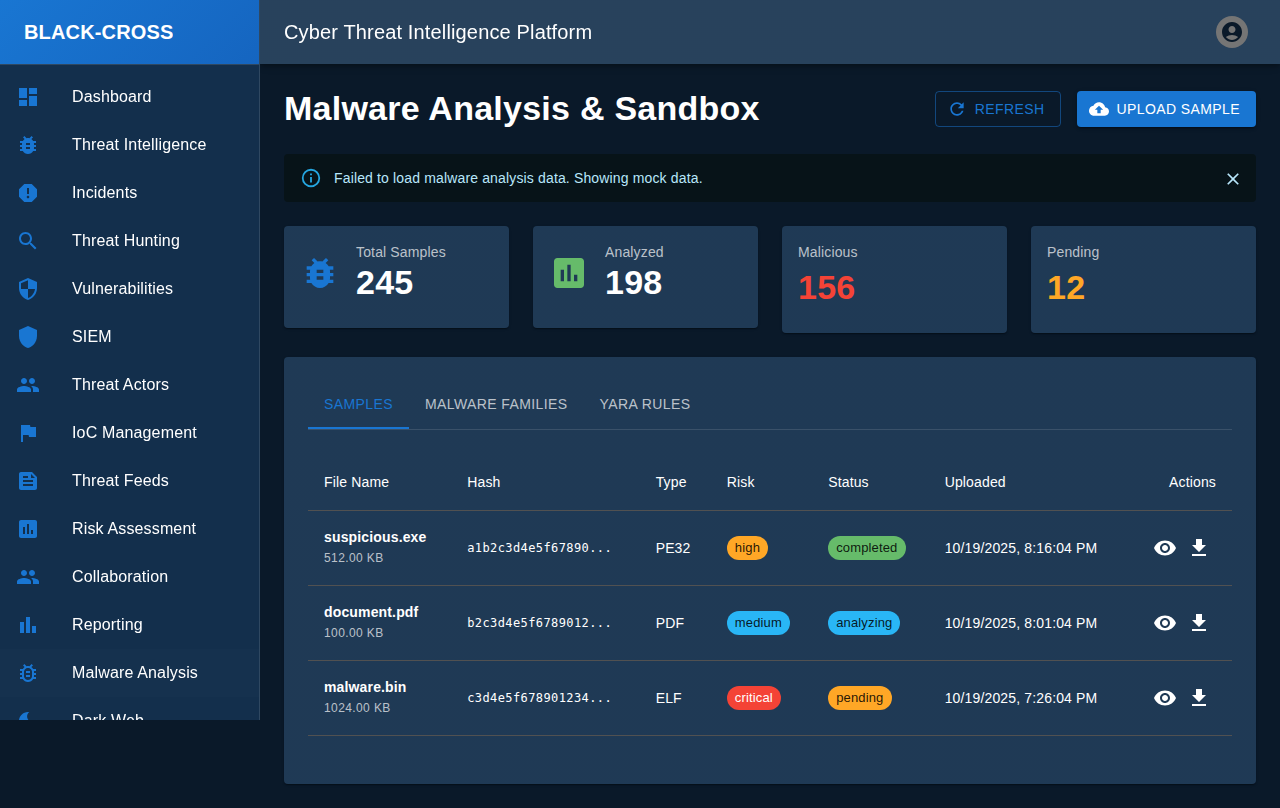 BLACK-CROSS
Cyber Threat Intelligence Platform
Dashboard
Threat Intelligence
Incidents
Threat Hunting
Vulnerabilities
SIEM
Threat Actors
IoC Management
Threat Feeds
Risk Assessment
Collaboration
Reporting
Malware Analysis
Dark Web
Malware Analysis & Sandbox
REFRESH
UPLOAD SAMPLE
Failed to load malware analysis data. Showing mock data.
Total Samples
245
Analyzed
198
Malicious
156
Pending
12
SAMPLES MALWARE FAMILIES YARA RULES
File Name Hash Type Risk Status Uploaded Actions
suspicious.exe
512.00 KB
a1b2c3d4e5f67890... PE32 high completed 10/19/2025, 8:16:04 PM
document.pdf
100.00 KB
b2c3d4e5f6789012... PDF medium analyzing 10/19/2025, 8:01:04 PM
malware.bin
1024.00 KB
c3d4e5f678901234... ELF critical pending 10/19/2025, 7:26:04 PM